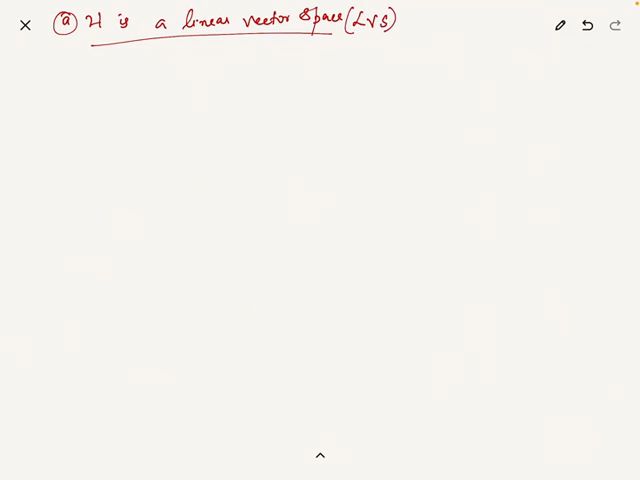 ⓐ H is a linear vector space (LVS)